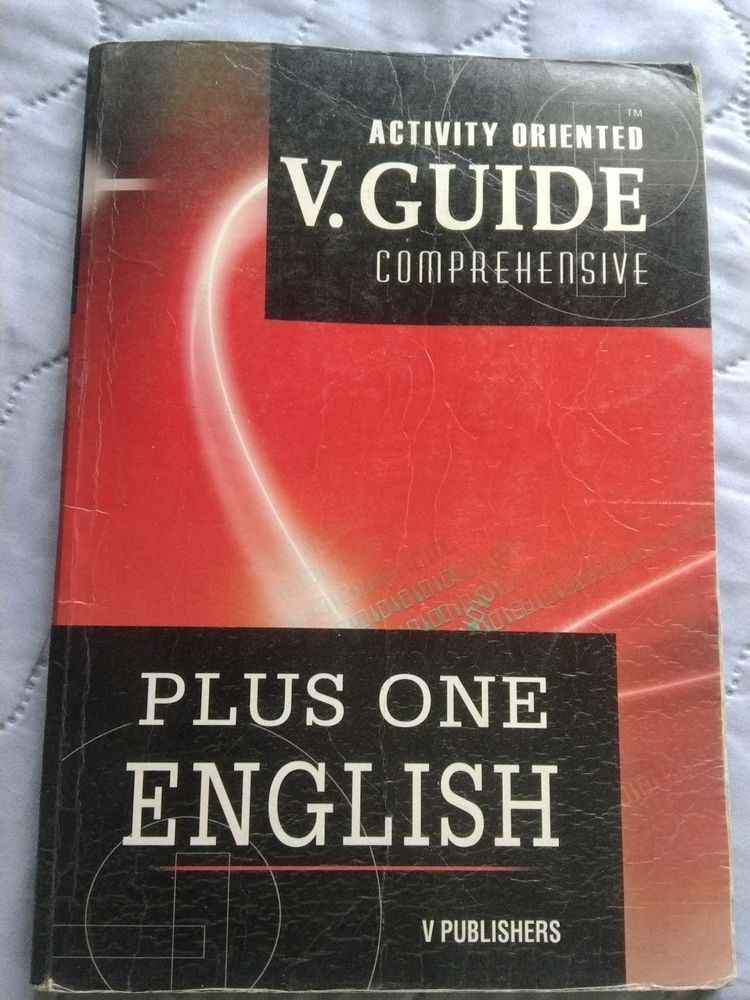 ACTIVITY ORIENTED
TM
V.GUIDE
COMPREHENSIVE
PLUS ONE
ENGLISH
V PUBLISHERS